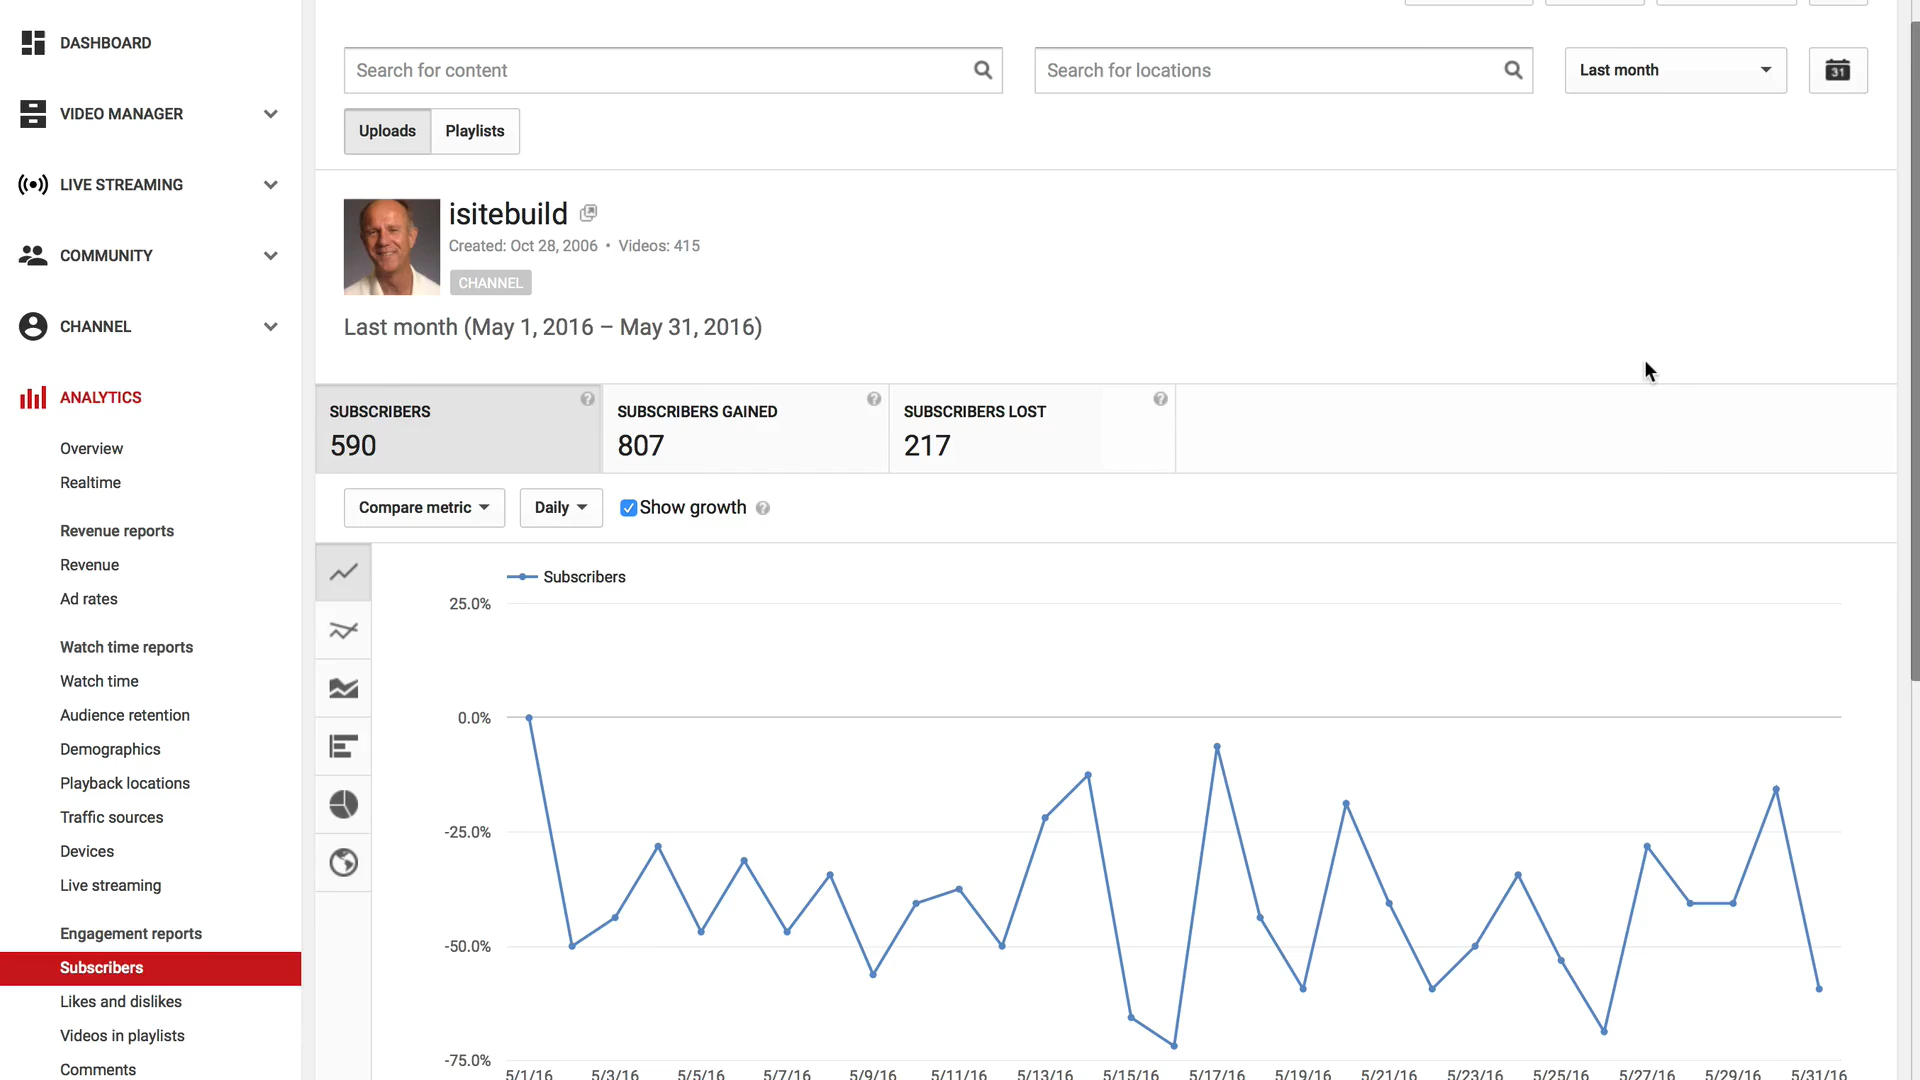 DASHBOARD
VIDEO MANAGER
LIVE STREAMING
COMMUNITY
CHANNEL
ANALYTICS
Overview
Realtime
Revenue reports
Revenue
Ad rates
Watch time reports
Watch time
Audience retention
Demographics
Playback locations
Traffic sources
Devices
Live streaming
Engagement reports
Subscribers
Likes and dislikes
Videos in playlists
Comments
Search for content
Search for locations
Last month
31
Uploads Playlists
isitebuild
Created: Oct 28, 2006 • Videos: 415
CHANNEL
Last month (May 1, 2016 – May 31, 2016)
SUBSCRIBERS ?
590
SUBSCRIBERS GAINED ?
807
SUBSCRIBERS LOST ?
217
Compare metric Daily Show growth ?
Subscribers
25.0%
0.0%
-25.0%
-50.0%
-75.0%
5/1/16 5/3/16 5/5/16 5/7/16 5/9/16 5/11/16 5/13/16 5/15/16 5/17/16 5/19/16 5/21/16 5/23/16 5/25/16 5/27/16 5/29/16 5/31/16